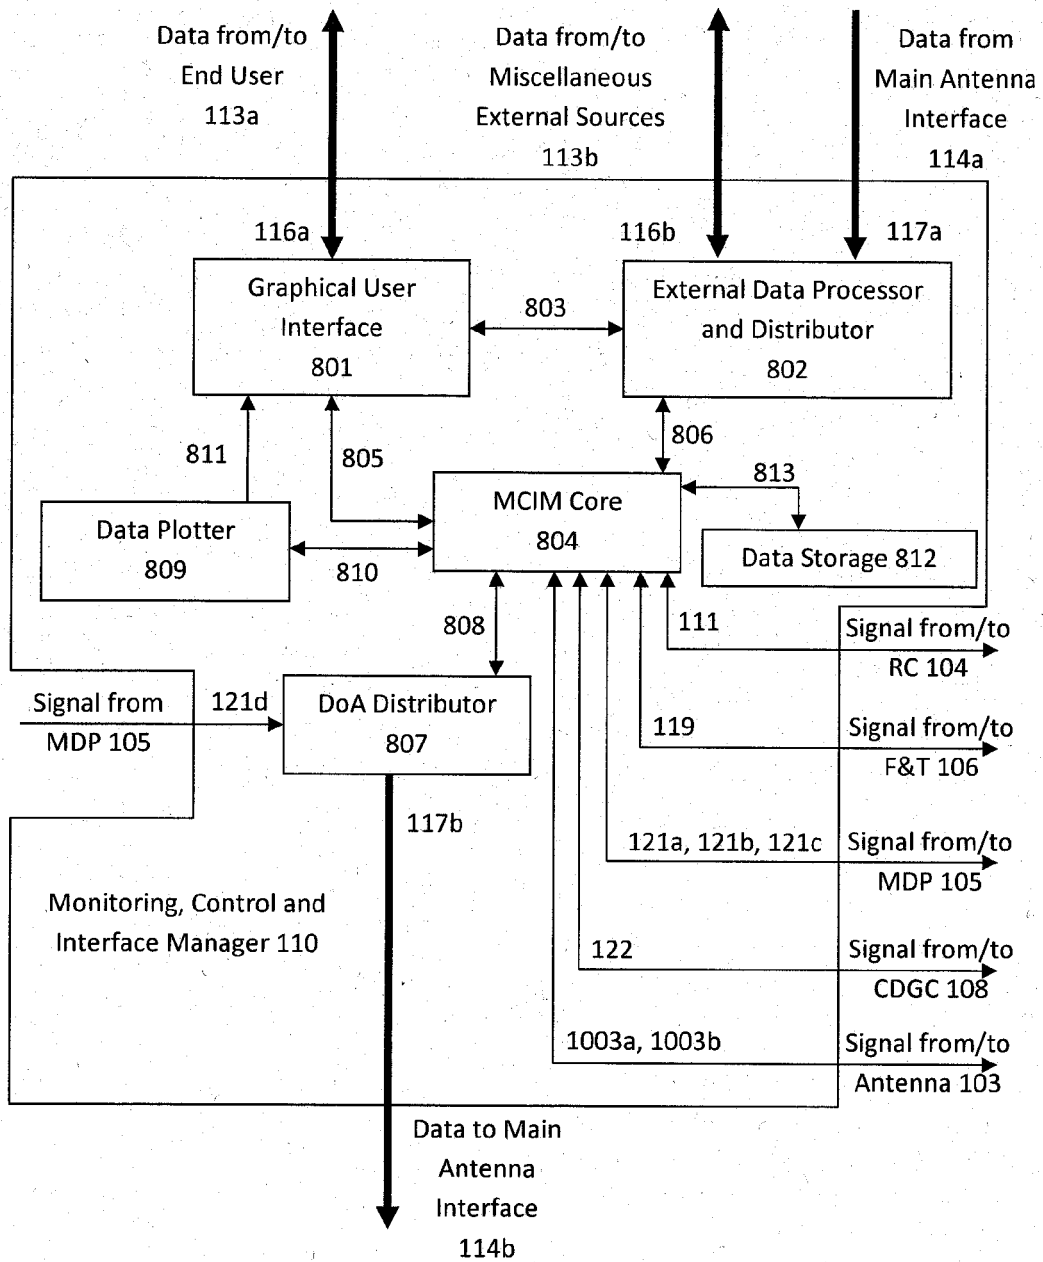 Data from/to
End User
113a
Data from/to
Miscellaneous
External Sources
113b
Data from
Main Antenna
Interface
114a
116a
116b
117a
Graphical User
Interface
801
803
External Data Processor
and Distributor
802
811
805
806
813
Data Plotter
809
810
MCIM Core
804
Data Storage 812
808
111
Signal from/to
RC 104
Signal from
MDP 105
121d
DoA Distributor
807
119
Signal from/to
F&T 106
117b
121a, 121b, 121c
Signal from/to
MDP 105
Monitoring, Control and
Interface Manager 110
122
Signal from/to
CDGC 108
1003a, 1003b
Signal from/to
Antenna 103
Data to Main
Antenna
Interface
114b